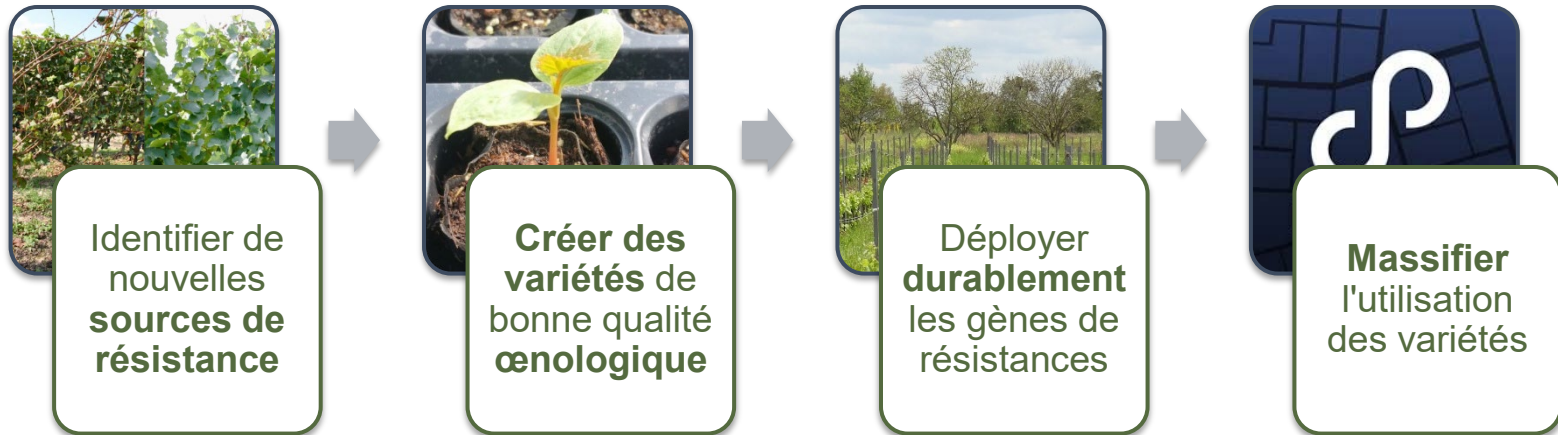 Identifier de
nouvelles
sources de
résistance
Créer des
variétés de
bonne qualité
œnologique
Déployer
durablement
les gènes de
résistances
Massifier
l'utilisation
des variétés